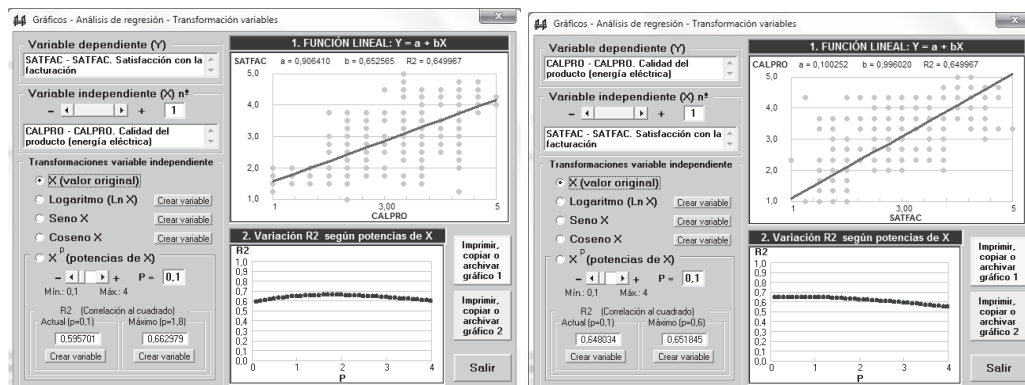 Gráficos - Análisis de regresión - Transformación variables
x
Variable dependiente (Y)
SATFAC - SATFAC. Satisfacción con la
facturación
Variable independiente (X) nº
- + 1
CALPRO - CALPRO. Calidad del
producto (energía eléctrica)
Transformaciones variable independiente
X (valor original)
Logaritmo (Ln X) Crear variable
Seno X Crear variable
Coseno X Crear variable
X P (potencias de X)
- + P = 0,1
Mín.: 0,1 Máx.: 4
R2 (Correlación al cuadrado)
Actual (p=0,1) Máximo (p=1,8)
0,595701 0,662979
Crear variable Crear variable
1. FUNCIÓN LINEAL: Y = a + bX
SATFAC a = 0,906410 b = 0,652565 R2 = 0,649967
5,0
4,0
3,0
2,0
1,0
1 3,00 5
CALPRO
2. Variación R2 según potencias de X
R2
1,0
0,9
0,8
0,7
0,6
0,5
0,4
0,3
0,2
0,1
0,0
0 1 2 3 4
P
Imprimir,
copiar o
archivar
gráfico 1
Imprimir,
copiar o
archivar
gráfico 2
Salir
Gráficos - Análisis de regresión - Transformación variables
x
Variable dependiente (Y)
CALPRO - CALPRO. Calidad del
producto (energía eléctrica)
Variable independiente (X) nº
- + 1
SATFAC - SATFAC. Satisfacción con la
facturación
Transformaciones variable independiente
X (valor original)
Logaritmo (Ln X) Crear variable
Seno X Crear variable
Coseno X Crear variable
X P (potencias de X)
- + P = 0,1
Mín.: 0,1 Máx.: 4
R2 (Correlación al cuadrado)
Actual (p=0,1) Máximo (p=0,6)
0,648034 0,651845
Crear variable Crear variable
1. FUNCIÓN LINEAL: Y = a + bX
CALPRO a = 0,100252 b = 0,996020 R2 = 0,649967
5,0
4,0
3,0
2,0
1,0
1 3,00 5
SATFAC
2. Variación R2 según potencias de X
R2
1,0
0,9
0,8
0,7
0,6
0,5
0,4
0,3
0,2
0,1
0,0
0 1 2 3 4
P
Imprimir,
copiar o
archivar
gráfico 1
Imprimir,
copiar o
archivar
gráfico 2
Salir